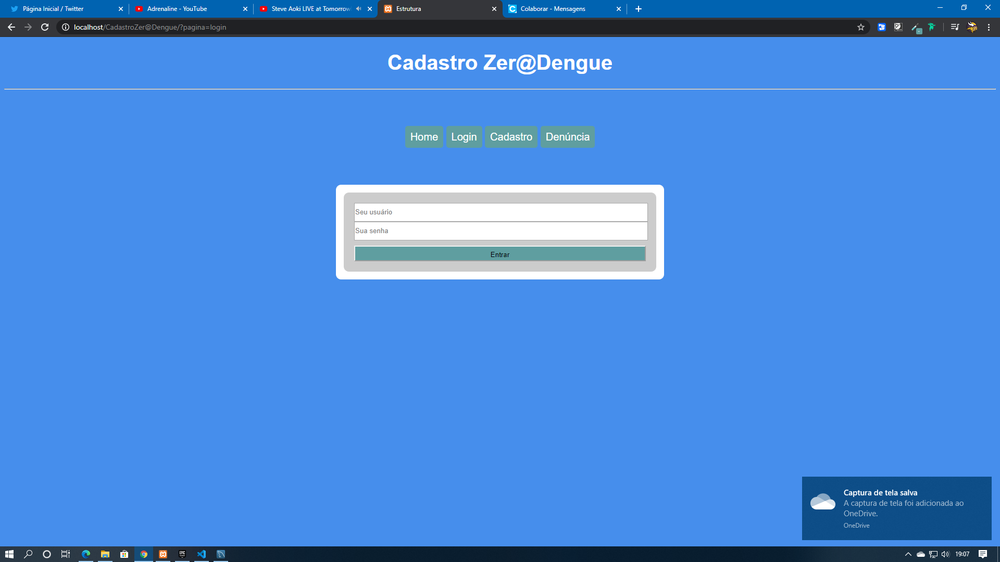 Página Inicial / Twitter
Adrenaline - YouTube
Steve Aoki LIVE at Tomorrow
Estrutura
Colaborar - Mensagens
localhost/CadastroZer@Dengue/?pagina=login
Cadastro Zer@Dengue
Home Login Cadastro Denúncia
Seu usuário
Sua senha
Entrar
Captura de tela salva
A captura de tela foi adicionada ao
OneDrive.
OneDrive
EPIC
19:07